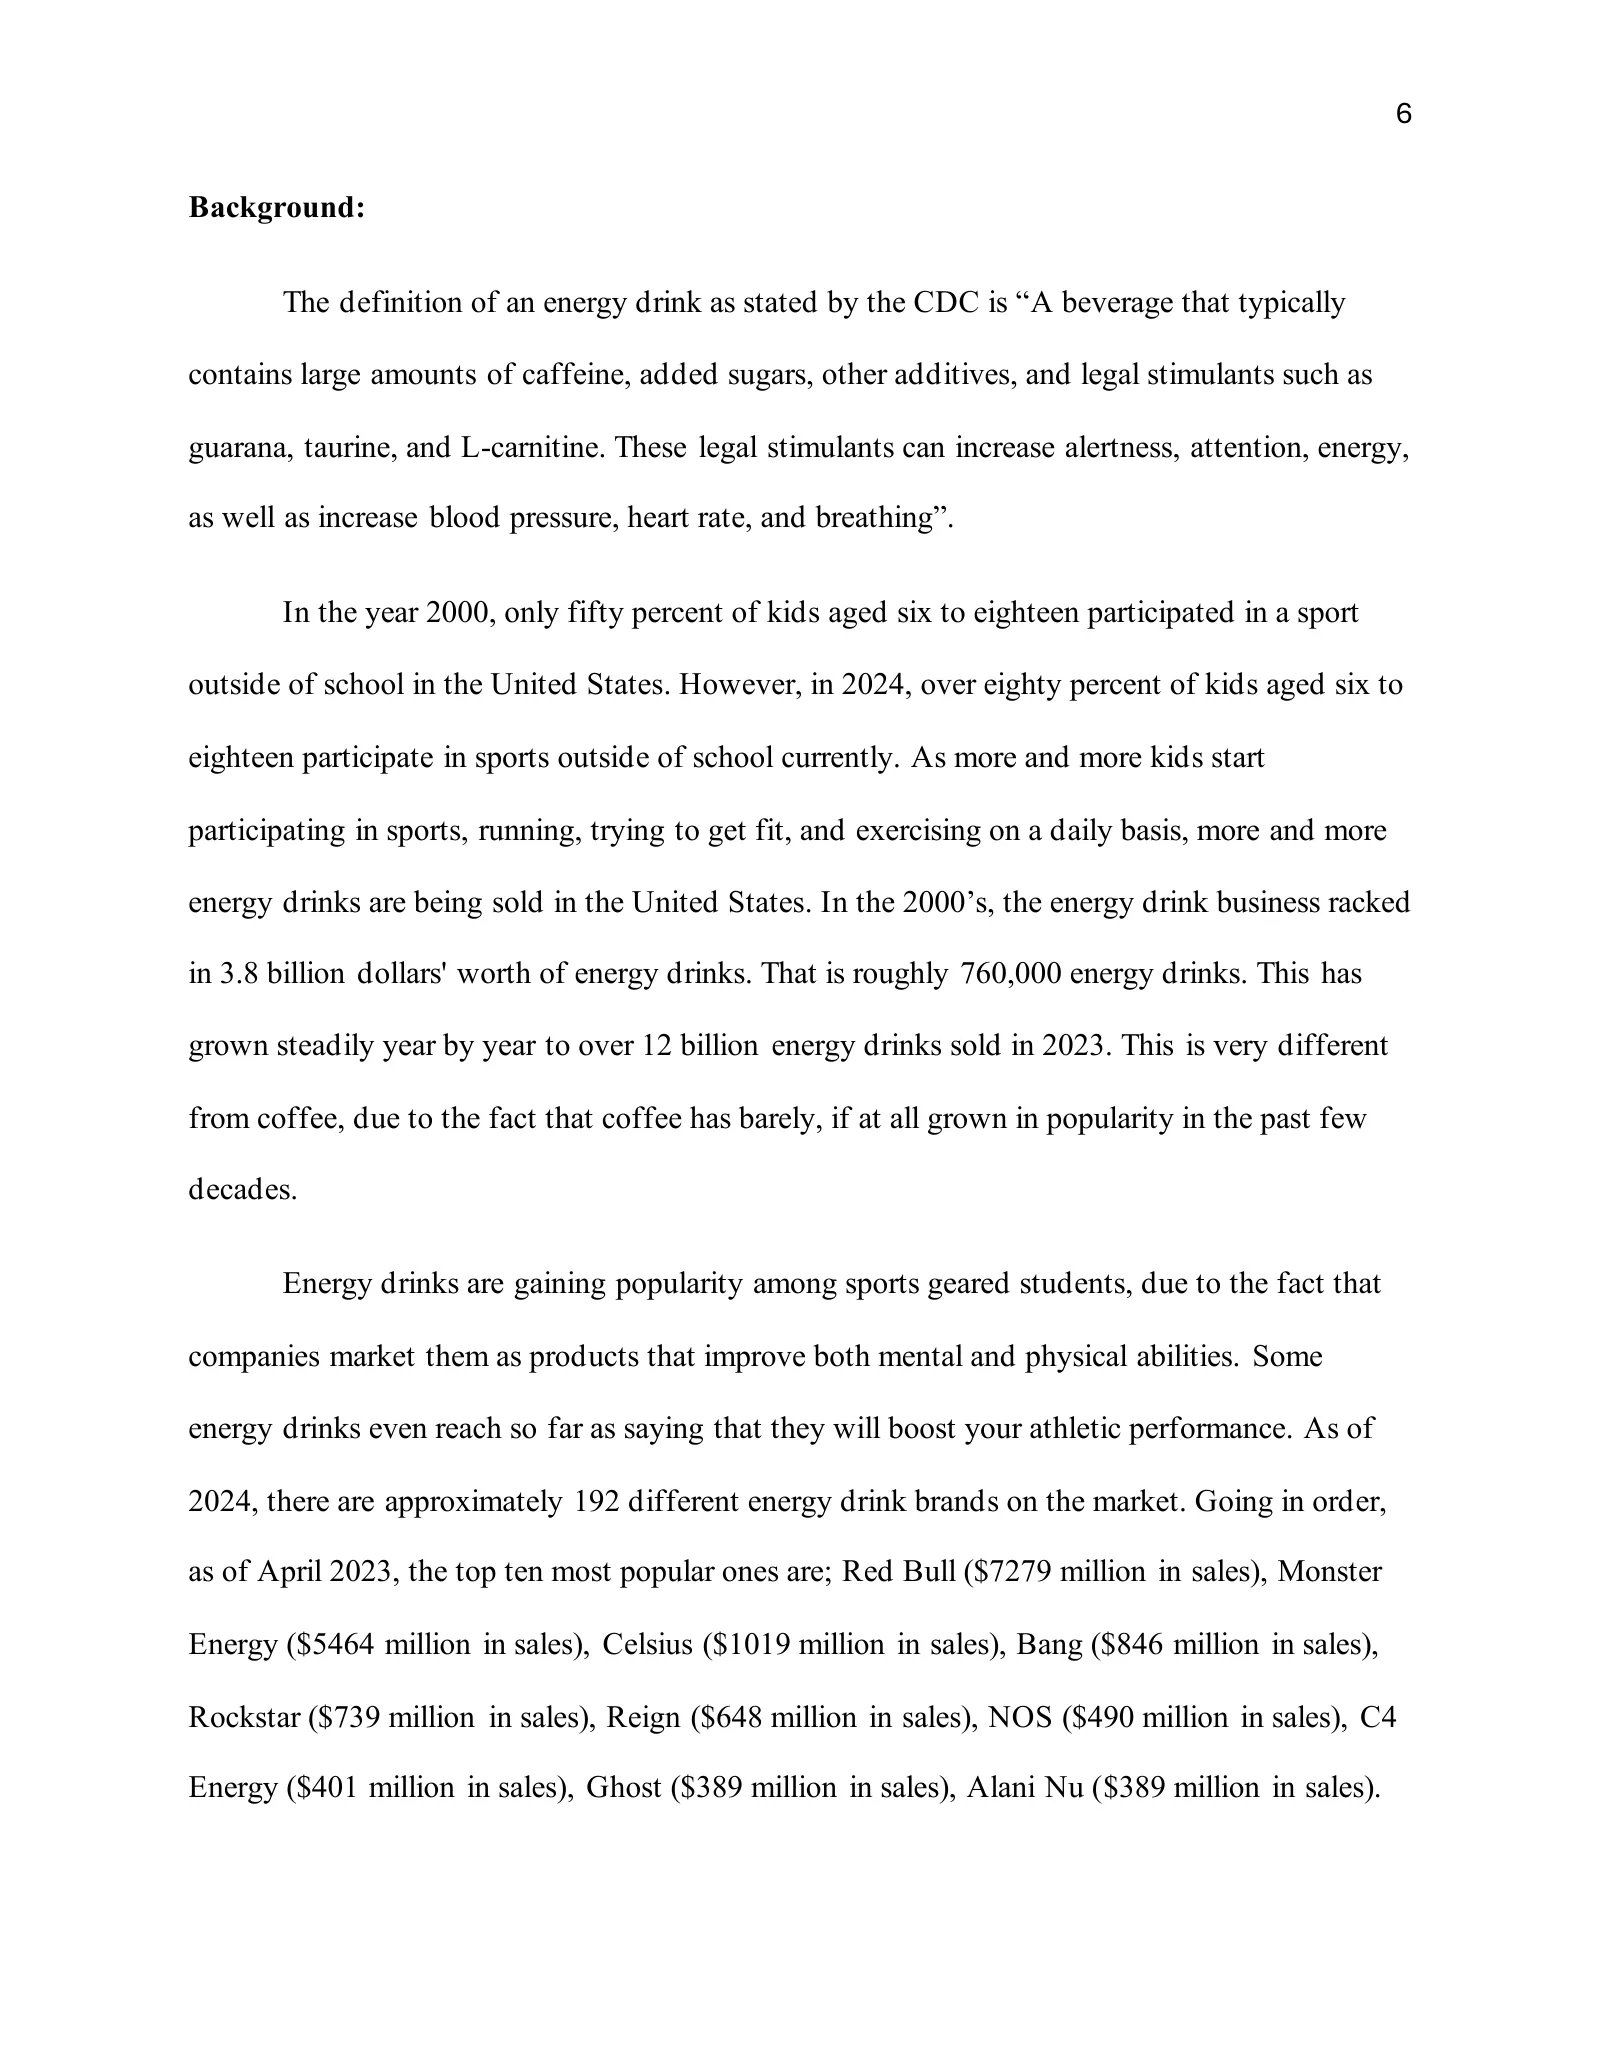 6
Background:
The definition of an energy drink as stated by the CDC is “A beverage that typically
contains large amounts of caffeine, added sugars, other additives, and legal stimulants such as
guarana, taurine, and L-carnitine. These legal stimulants can increase alertness, attention, energy,
as well as increase blood pressure, heart rate, and breathing”.
In the year 2000, only fifty percent of kids aged six to eighteen participated in a sport
outside of school in the United States. However, in 2024, over eighty percent of kids aged six to
eighteen participate in sports outside of school currently. As more and more kids start
participating in sports, running, trying to get fit, and exercising on a daily basis, more and more
energy drinks are being sold in the United States. In the 2000’s, the energy drink business racked
in 3.8 billion dollars' worth of energy drinks. That is roughly 760,000 energy drinks. This has
grown steadily year by year to over 12 billion energy drinks sold in 2023. This is very different
from coffee, due to the fact that coffee has barely, if at all grown in popularity in the past few
decades.
Energy drinks are gaining popularity among sports geared students, due to the fact that
companies market them as products that improve both mental and physical abilities. Some
energy drinks even reach so far as saying that they will boost your athletic performance. As of
2024, there are approximately 192 different energy drink brands on the market. Going in order,
as of April 2023, the top ten most popular ones are; Red Bull ($7279 million in sales), Monster
Energy ($5464 million in sales), Celsius ($1019 million in sales), Bang ($846 million in sales),
Rockstar ($739 million in sales), Reign ($648 million in sales), NOS ($490 million in sales), C4
Energy ($401 million in sales), Ghost ($389 million in sales), Alani Nu ($389 million in sales).